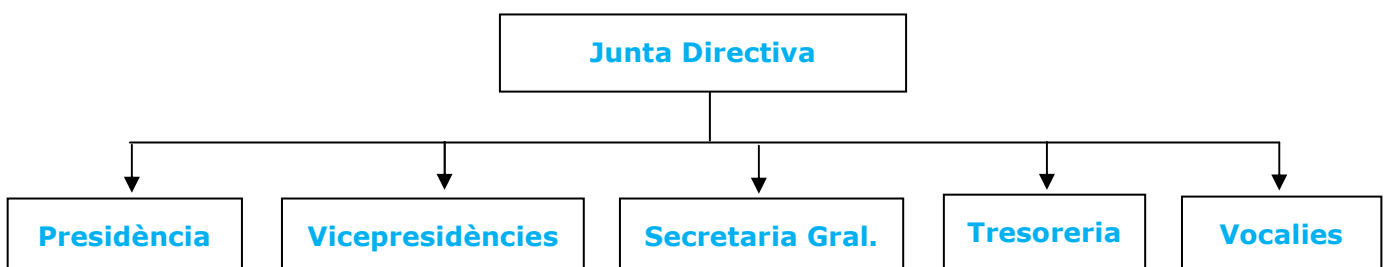 Junta Directiva
Presidència
Vicepresidències
Secretaria Gral.
Tresoreria
Vocalies